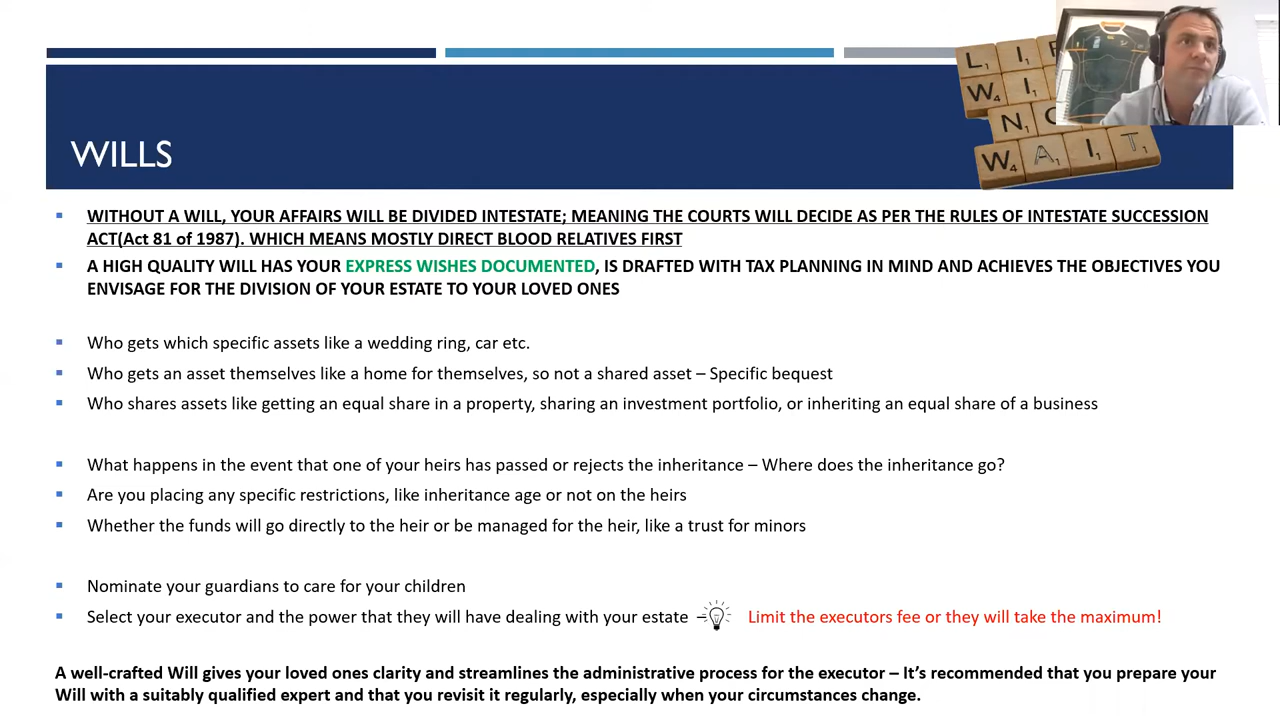 L₁ I₁ F
W₄ I₁
N₁ O
W₄ A₁ I₁ T₁
WILLS
WITHOUT A WILL, YOUR AFFAIRS WILL BE DIVIDED INTESTATE; MEANING THE COURTS WILL DECIDE AS PER THE RULES OF INTESTATE SUCCESSION
ACT(Act 81 of 1987). WHICH MEANS MOSTLY DIRECT BLOOD RELATIVES FIRST
A HIGH QUALITY WILL HAS YOUR EXPRESS WISHES DOCUMENTED, IS DRAFTED WITH TAX PLANNING IN MIND AND ACHIEVES THE OBJECTIVES YOU
ENVISAGE FOR THE DIVISION OF YOUR ESTATE TO YOUR LOVED ONES
Who gets which specific assets like a wedding ring, car etc.
Who gets an asset themselves like a home for themselves, so not a shared asset – Specific bequest
Who shares assets like getting an equal share in a property, sharing an investment portfolio, or inheriting an equal share of a business
What happens in the event that one of your heirs has passed or rejects the inheritance – Where does the inheritance go?
Are you placing any specific restrictions, like inheritance age or not on the heirs
Whether the funds will go directly to the heir or be managed for the heir, like a trust for minors
Nominate your guardians to care for your children
Select your executor and the power that they will have dealing with your estate – Limit the executors fee or they will take the maximum!
A well-crafted Will gives your loved ones clarity and streamlines the administrative process for the executor – It’s recommended that you prepare your
Will with a suitably qualified expert and that you revisit it regularly, especially when your circumstances change.